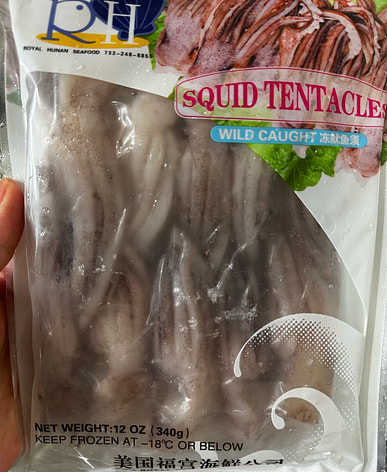 RH
ROYAL HUNAN SEAFOOD 732-248-8855
SQUID TENTACLES
WILD CAUGHT 冻鱿鱼须
NET WEIGHT:12 OZ (340g)
KEEP FROZEN AT -18°C OR BELOW
美国福宫海鲜公司